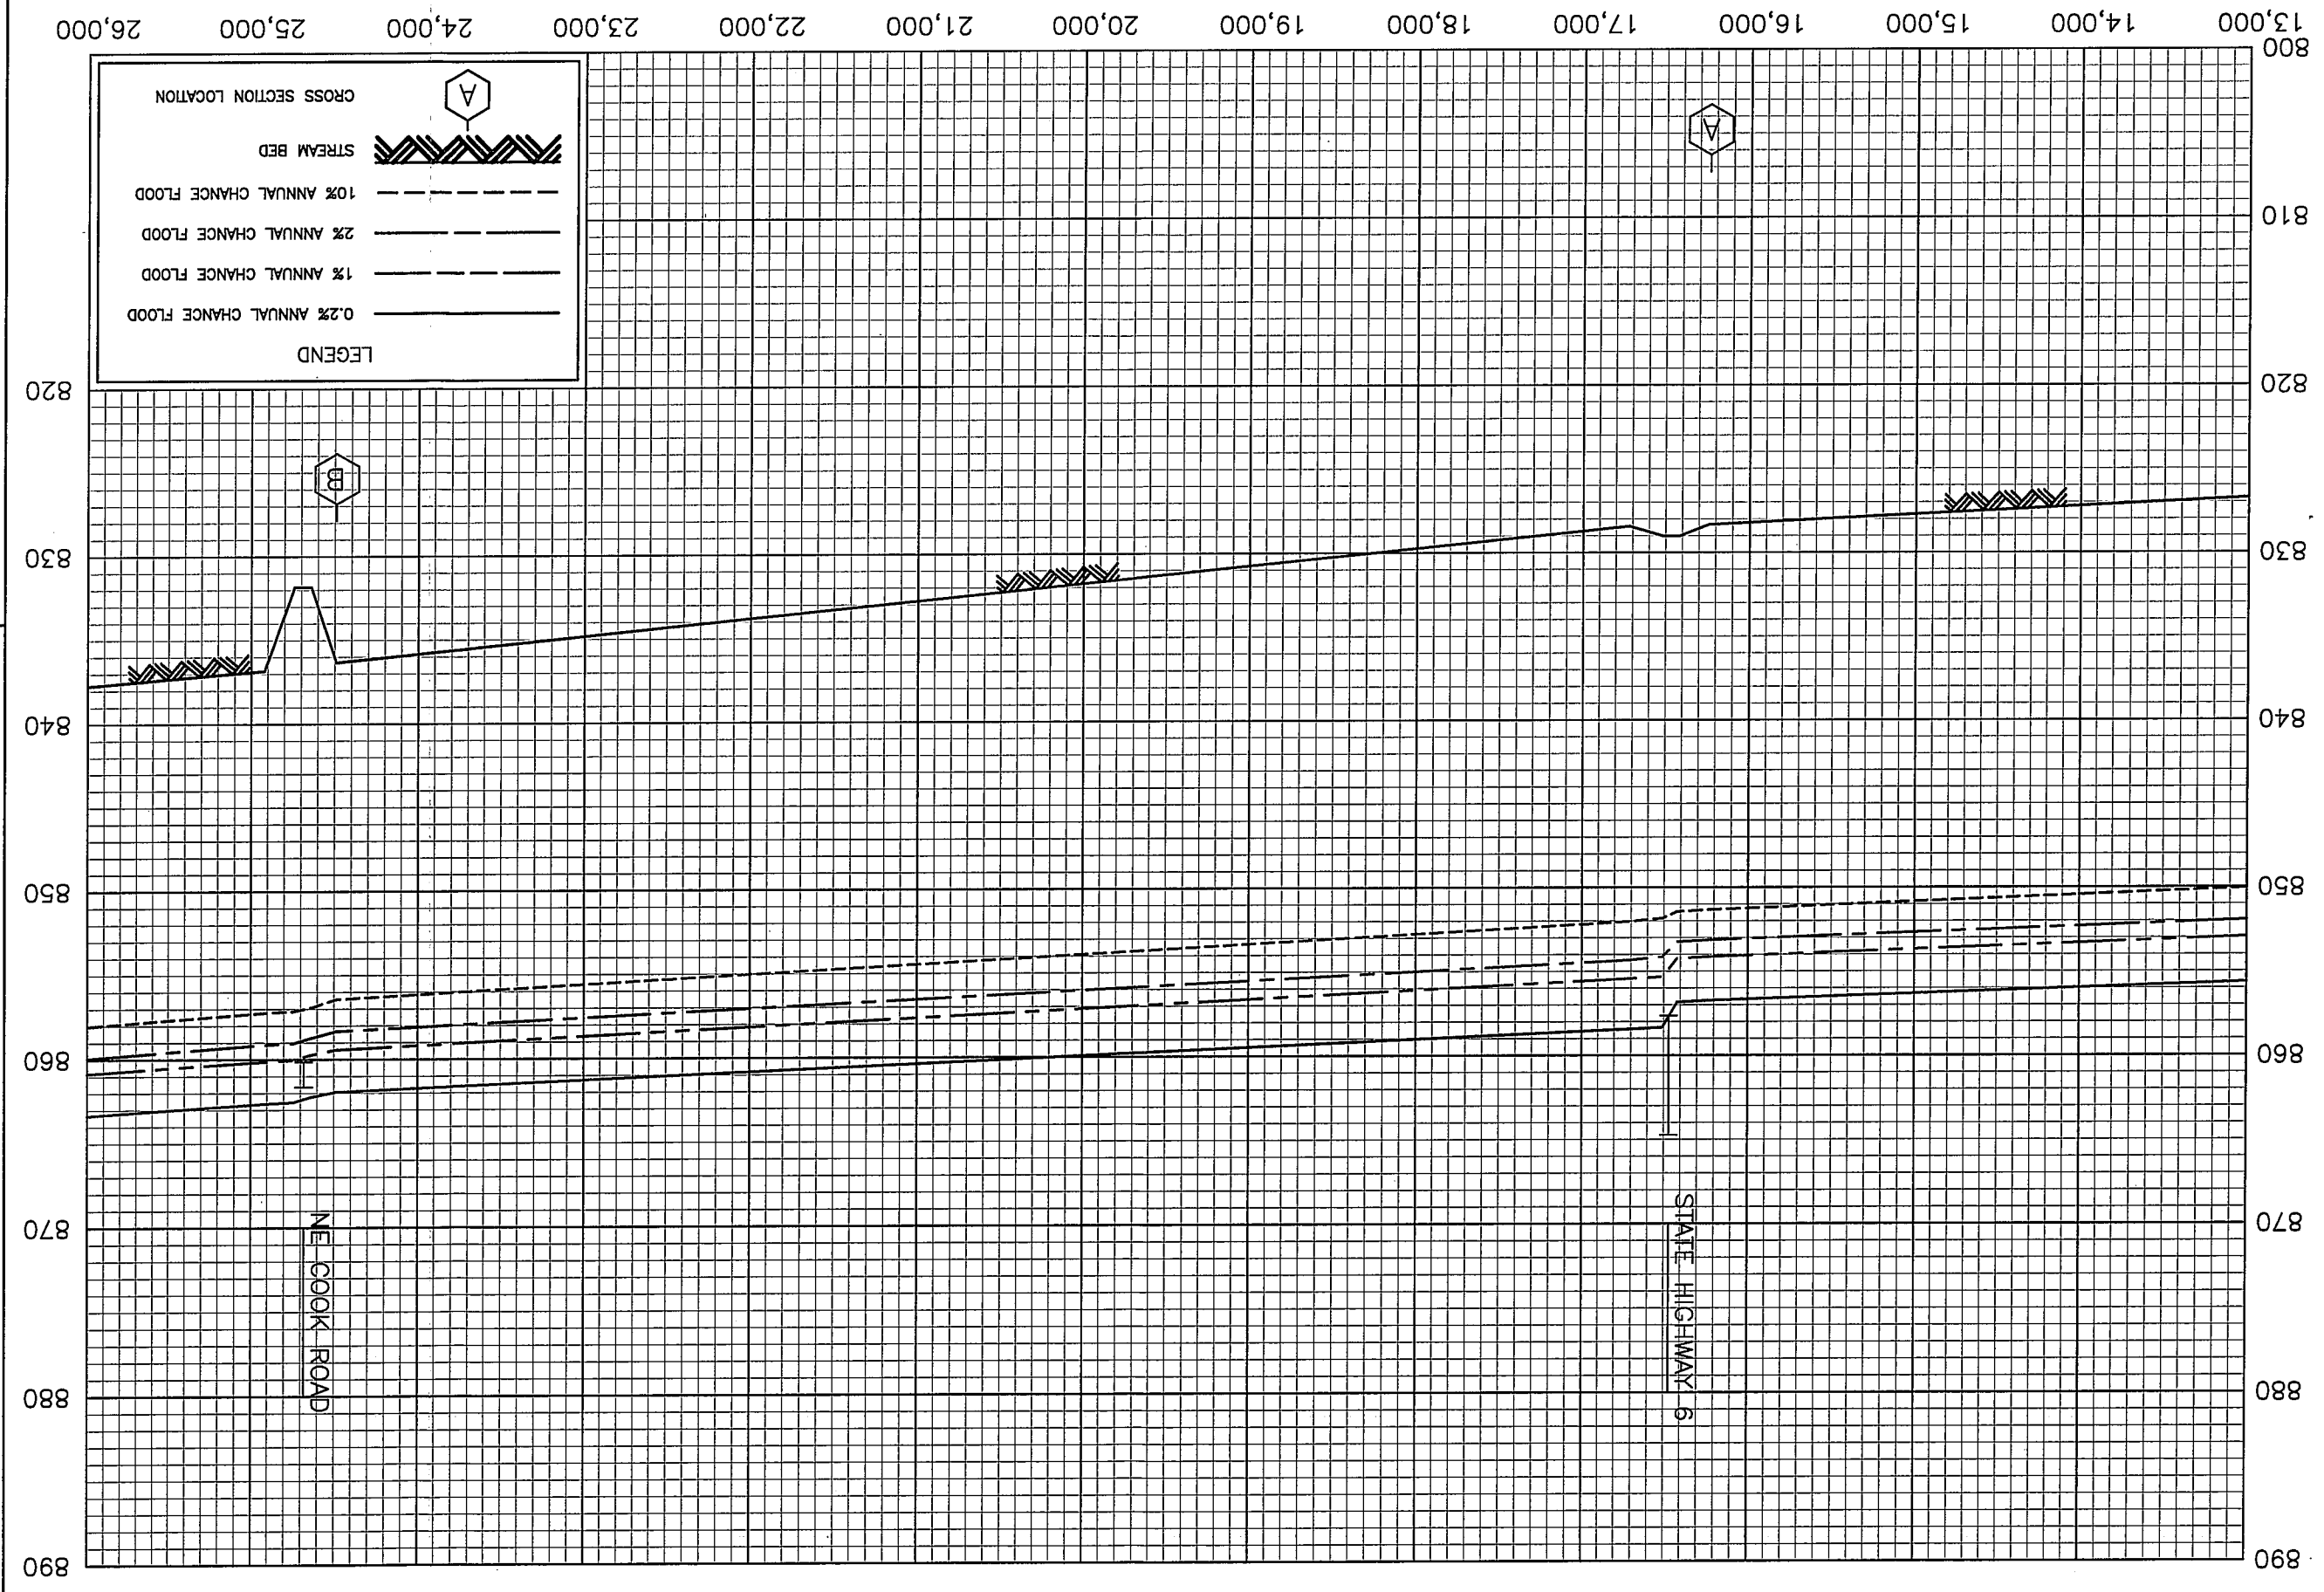 890 890
880 880
STATE HIGHWAY 6
NE COOK ROAD
870 870
860 860
850 850
840 840
830 830
B
820 820
LEGEND
0.2% ANNUAL CHANCE FLOOD
1% ANNUAL CHANCE FLOOD
2% ANNUAL CHANCE FLOOD
10% ANNUAL CHANCE FLOOD
STREAM BED
A CROSS SECTION LOCATION
810
A
800
13,000 14,000 15,000 16,000 17,000 18,000 19,000 20,000 21,000 22,000 23,000 24,000 25,000 26,000